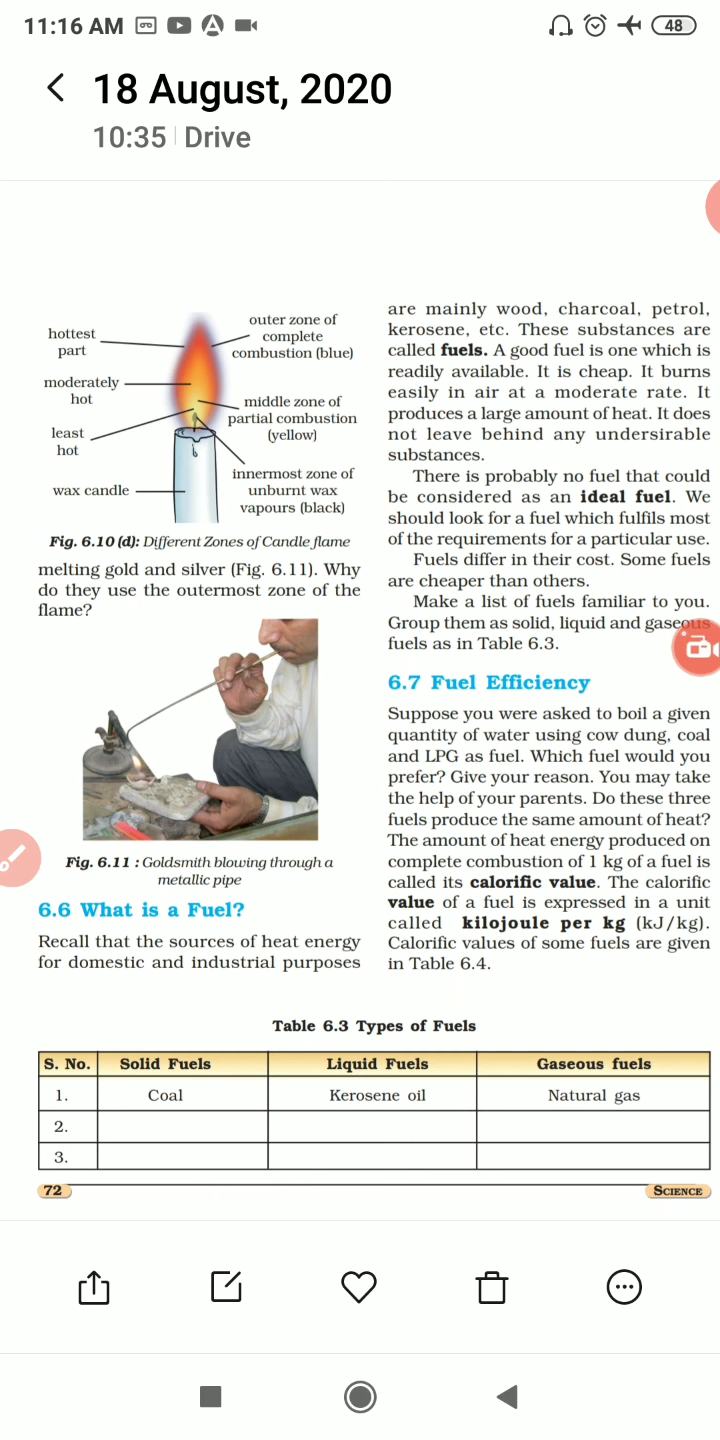 11:16 AM
48
18 August, 2020
10:35 | Drive
hottest
part
moderately
hot
least
hot
wax candle
outer zone of
complete
combustion (blue)
middle zone of
partial combustion
(yellow)
innermost zone of
unburnt wax
vapours (black)
Fig. 6.10 (d): Different Zones of Candle flame
melting gold and silver (Fig. 6.11). Why
do they use the outermost zone of the
flame?
Fig. 6.11 : Goldsmith blowing through a
metallic pipe
6.6 What is a Fuel?
Recall that the sources of heat energy
for domestic and industrial purposes
are mainly wood, charcoal, petrol,
kerosene, etc. These substances are
called fuels. A good fuel is one which is
readily available. It is cheap. It burns
easily in air at a moderate rate. It
produces a large amount of heat. It does
not leave behind any undersirable
substances.
There is probably no fuel that could
be considered as an ideal fuel. We
should look for a fuel which fulfils most
of the requirements for a particular use.
Fuels differ in their cost. Some fuels
are cheaper than others.
Make a list of fuels familiar to you.
Group them as solid, liquid and gaseous
fuels as in Table 6.3.
6.7 Fuel Efficiency
Suppose you were asked to boil a given
quantity of water using cow dung, coal
and LPG as fuel. Which fuel would you
prefer? Give your reason. You may take
the help of your parents. Do these three
fuels produce the same amount of heat?
The amount of heat energy produced on
complete combustion of 1 kg of a fuel is
called its calorific value. The calorific
value of a fuel is expressed in a unit
called kilojoule per kg (kJ/kg).
Calorific values of some fuels are given
in Table 6.4.
Table 6.3 Types of Fuels
S. No. Solid Fuels Liquid Fuels Gaseous fuels
1. Coal Kerosene oil Natural gas
2.
3.
72
SCIENCE